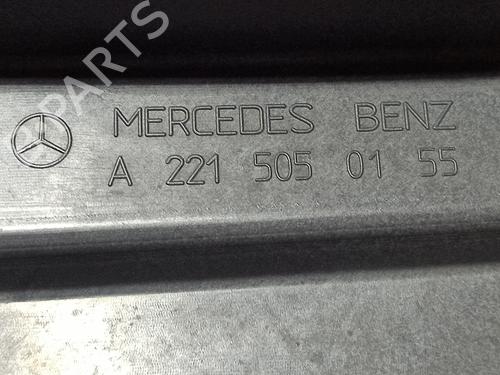 B PARTS
MERCEDES BENZ
A 221 505 01 55